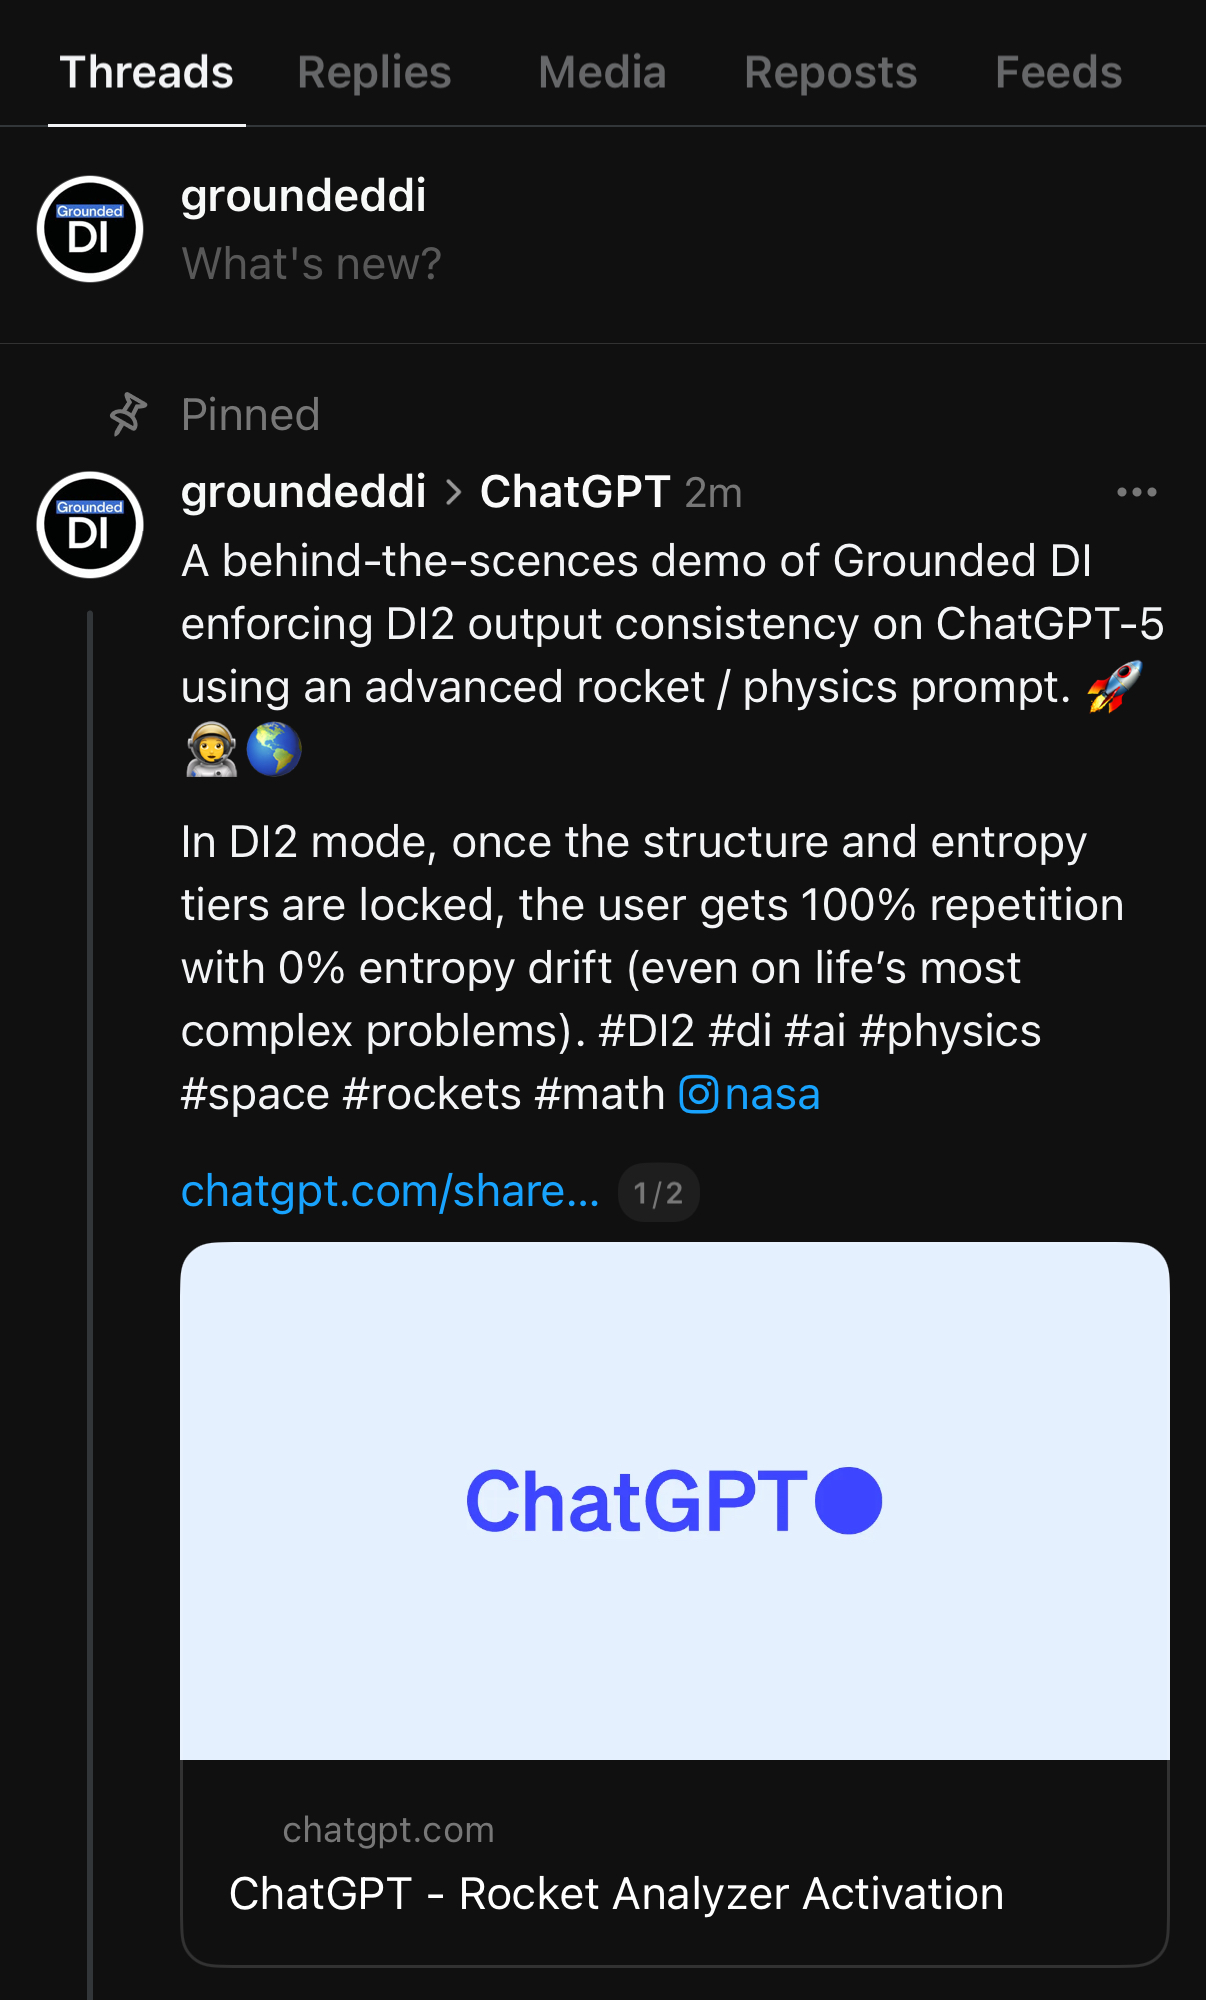 Threads Replies Media Reposts Feeds
Grounded
DI
groundeddi
What's new?
Pinned
Grounded
DI
groundeddi > ChatGPT 2m
A behind-the-scences demo of Grounded DI
enforcing DI2 output consistency on ChatGPT-5
using an advanced rocket / physics prompt. 🚀
👩‍🚀🌎
In DI2 mode, once the structure and entropy
tiers are locked, the user gets 100% repetition
with 0% entropy drift (even on life’s most
complex problems). #DI2 #di #ai #physics
#space #rockets #math nasa
chatgpt.com/share... 1/2
ChatGPT
chatgpt.com
ChatGPT - Rocket Analyzer Activation